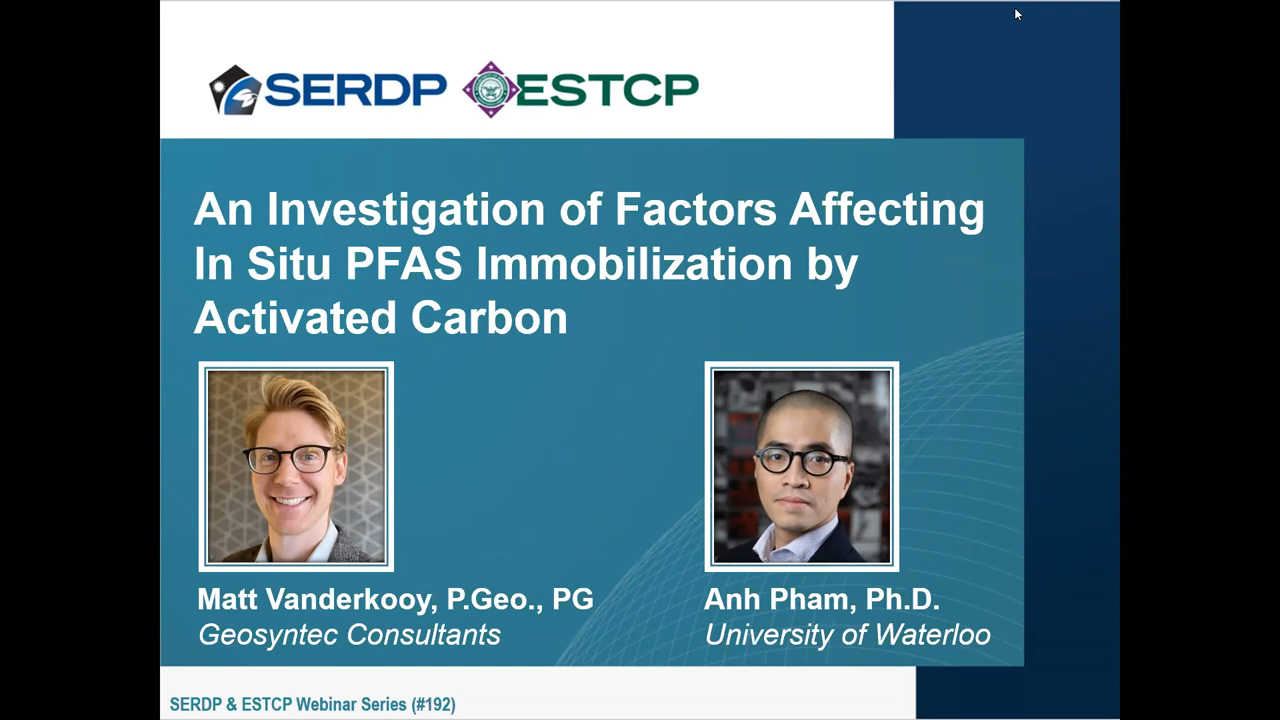 SERDP ESTCP
An Investigation of Factors Affecting
In Situ PFAS Immobilization by
Activated Carbon
Matt Vanderkooy, P.Geo., PG
Geosyntec Consultants
Anh Pham, Ph.D.
University of Waterloo
SERDP & ESTCP Webinar Series (#192)